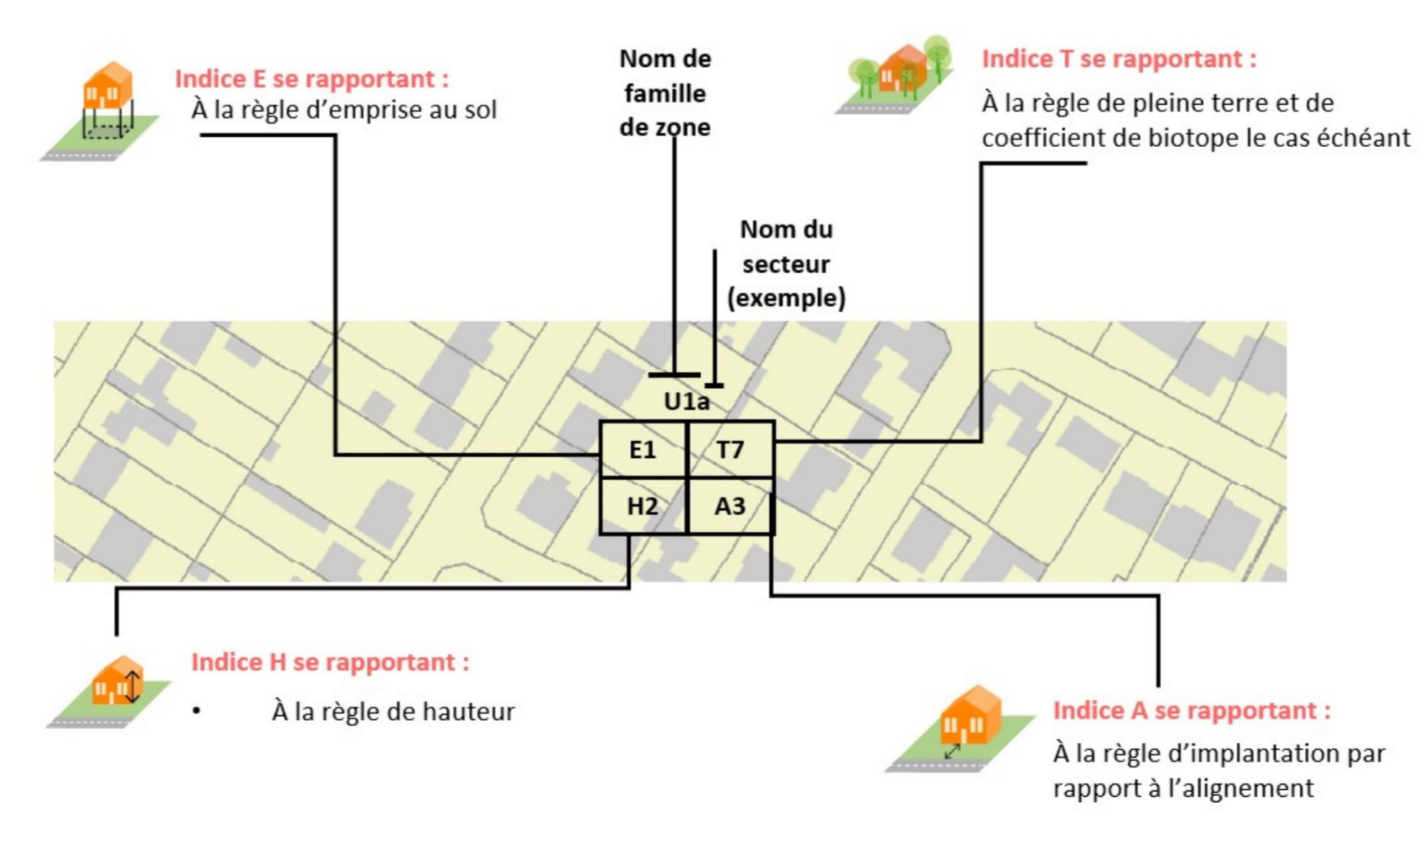 Indice E se rapportant :
À la règle d’emprise au sol
Nom de
famille
de zone
Indice T se rapportant :
À la règle de pleine terre et de
coefficient de biotope le cas échéant
Nom du
secteur
(exemple)
U1a
E1 T7
H2 A3
Indice H se rapportant :
• À la règle de hauteur
Indice A se rapportant :
À la règle d’implantation par
rapport à l’alignement